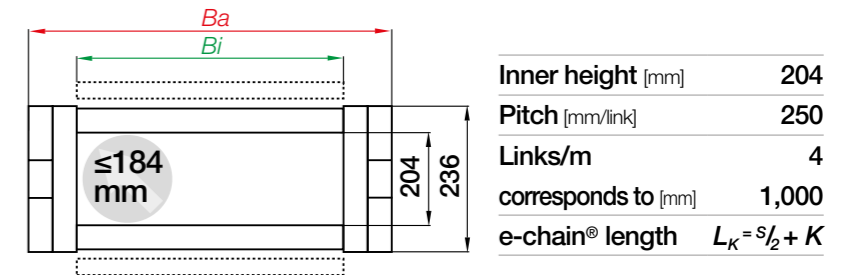 Ba
Bi
≤184
mm
204
236
Inner height [mm] 204
Pitch [mm/link] 250
Links/m 4
corresponds to [mm] 1,000
e-chain® length L_K = S/2 + K